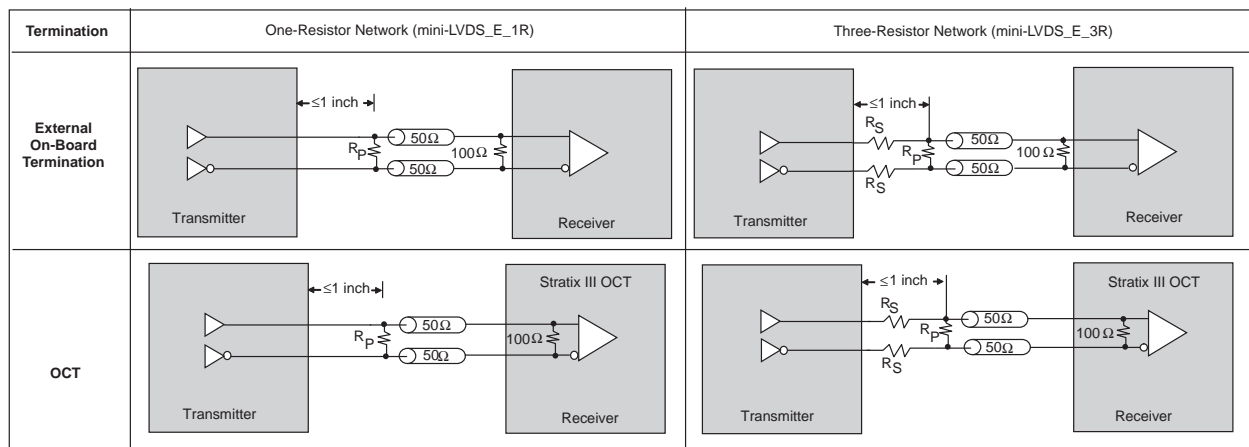 Termination
One-Resistor Network (mini-LVDS_E_1R)
Three-Resistor Network (mini-LVDS_E_3R)
External
On-Board
Termination
≤1 inch
50Ω
RP
100Ω
50Ω
Transmitter
Receiver
≤1 inch
RS
50Ω
RP
100Ω
50Ω
RS
Transmitter
Receiver
OCT
Stratix III OCT
≤1 inch
50Ω
RP
100Ω
50Ω
Transmitter
Receiver
Stratix III OCT
≤1 inch
RS
50Ω
RP
100Ω
50Ω
RS
Transmitter
Receiver